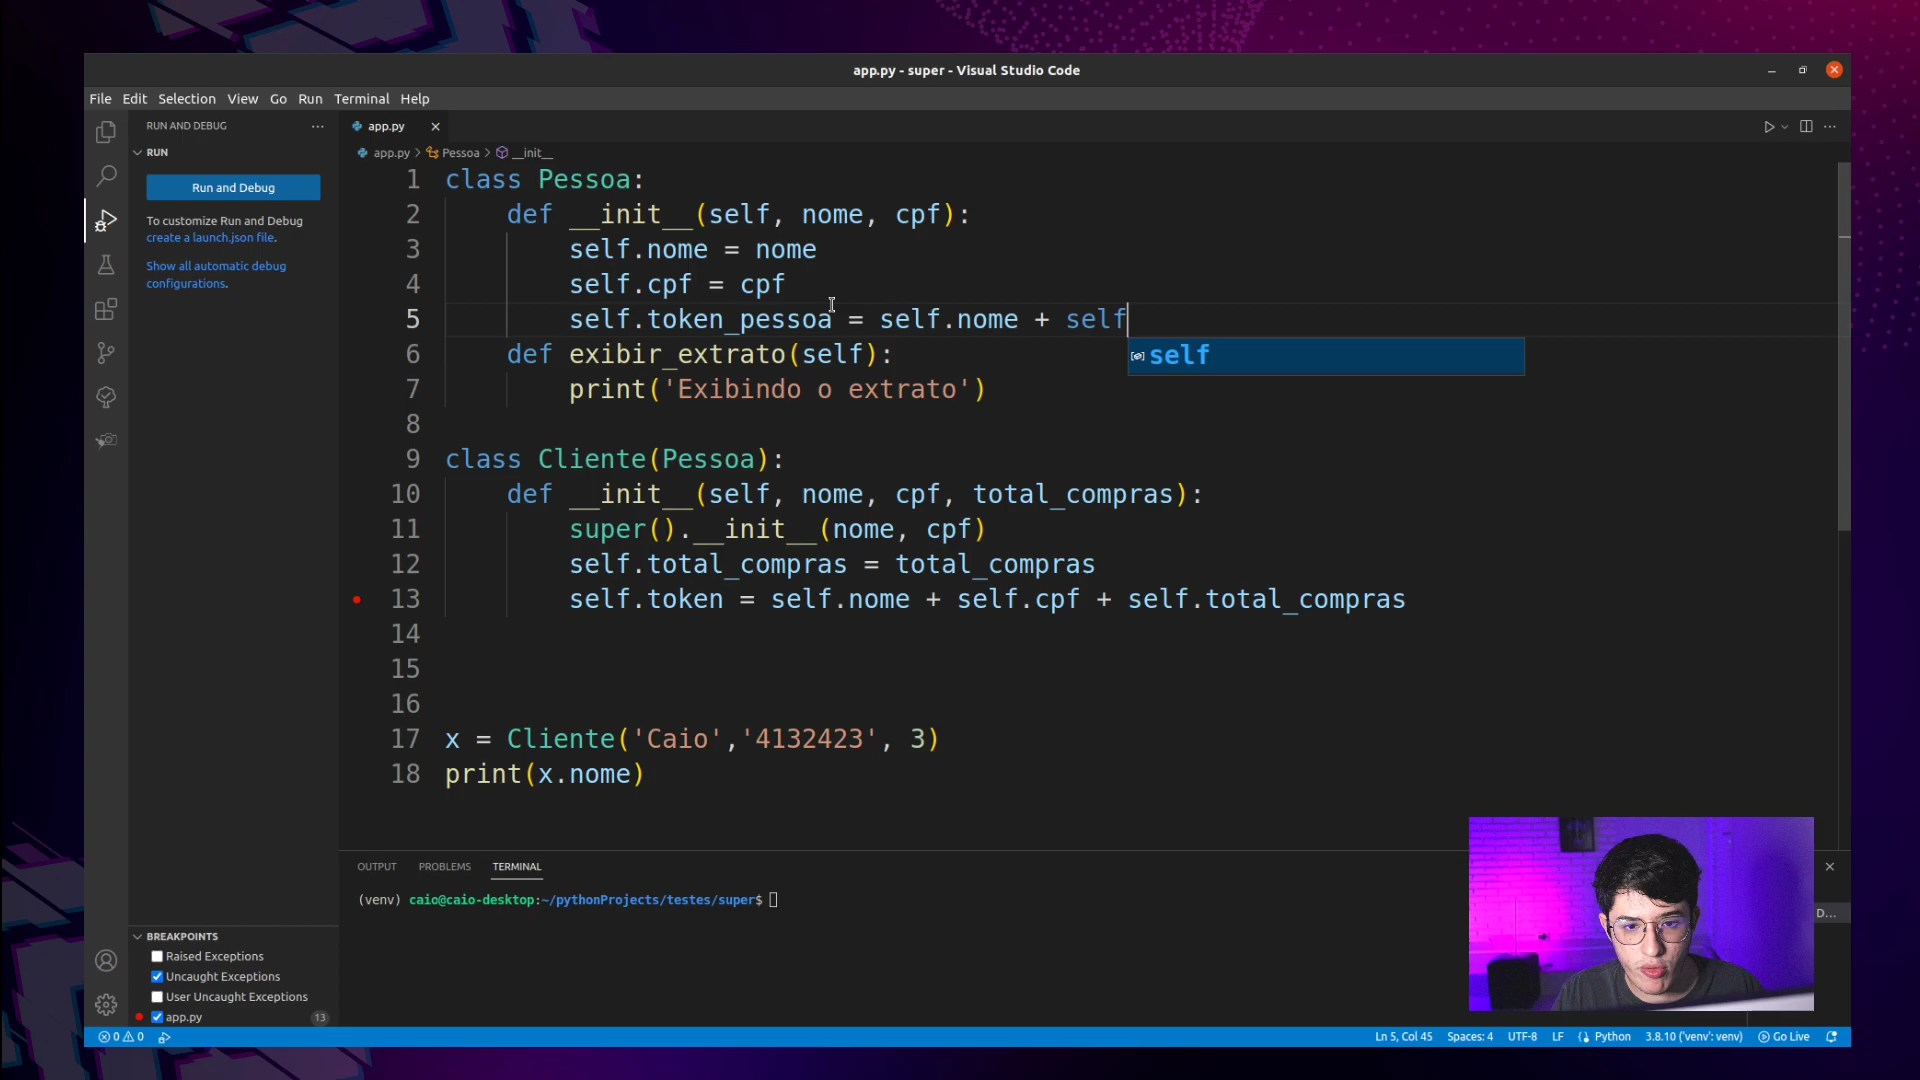 app.py - super - Visual Studio Code
File Edit Selection View Go Run Terminal Help
RUN AND DEBUG ···
RUN
Run and Debug
To customize Run and Debug
create a launch.json file.
Show all automatic debug
configurations.
app.py
app.py > Pessoa > __init__
1 class Pessoa:
2 def __init__(self, nome, cpf):
3 self.nome = nome
4 self.cpf = cpf
5 self.token_pessoa = self.nome + self
6 def exibir_extrato(self):
self
7 print('Exibindo o extrato')
8
9 class Cliente(Pessoa):
10 def __init__(self, nome, cpf, total_compras):
11 super().__init__(nome, cpf)
12 self.total_compras = total_compras
13 self.token = self.nome + self.cpf + self.total_compras
14
15
16
17 x = Cliente('Caio','4132423', 3)
18 print(x.nome)
OUTPUT PROBLEMS TERMINAL
(venv) caio@caio-desktop:~/pythonProjects/testes/super$
D...
BREAKPOINTS
Raised Exceptions
Uncaught Exceptions
User Uncaught Exceptions
app.py 13
0 0
Ln 5, Col 45 Spaces: 4 UTF-8 LF Python 3.8.10 ('venv': venv) Go Live